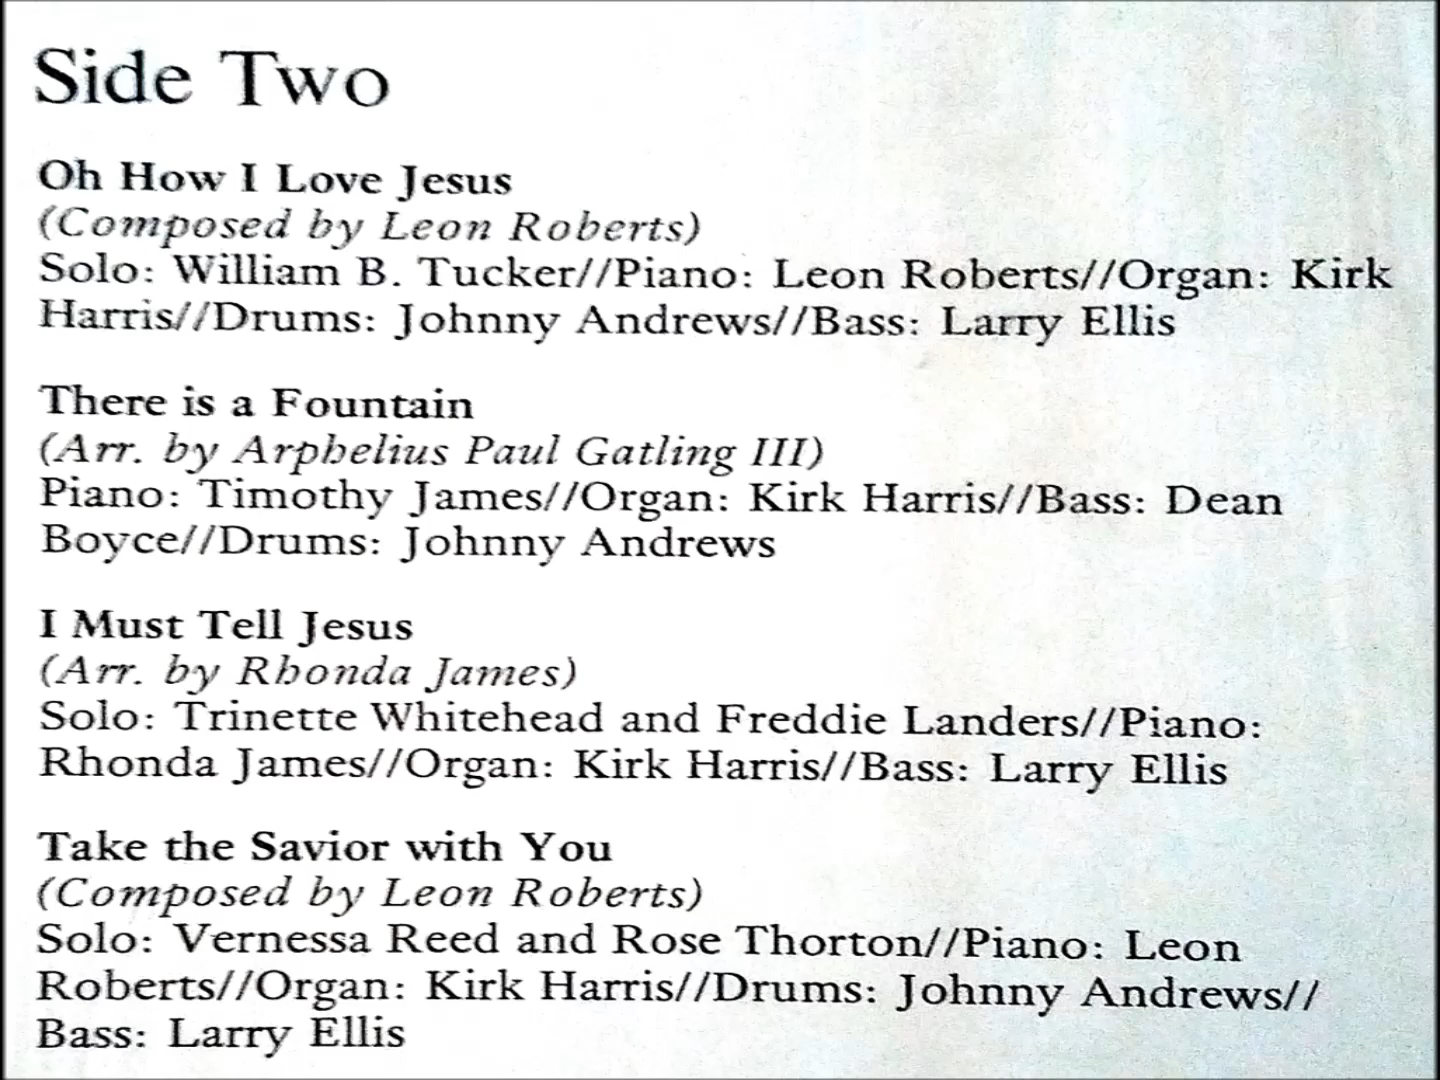 Side Two
Oh How I Love Jesus
(Composed by Leon Roberts)
Solo: William B. Tucker//Piano: Leon Roberts//Organ: Kirk
Harris//Drums: Johnny Andrews//Bass: Larry Ellis
There is a Fountain
(Arr. by Arphelius Paul Gatling III)
Piano: Timothy James//Organ: Kirk Harris//Bass: Dean
Boyce//Drums: Johnny Andrews
I Must Tell Jesus
(Arr. by Rhonda James)
Solo: Trinette Whitehead and Freddie Landers//Piano:
Rhonda James//Organ: Kirk Harris//Bass: Larry Ellis
Take the Savior with You
(Composed by Leon Roberts)
Solo: Vernessa Reed and Rose Thorton//Piano: Leon
Roberts//Organ: Kirk Harris//Drums: Johnny Andrews//
Bass: Larry Ellis